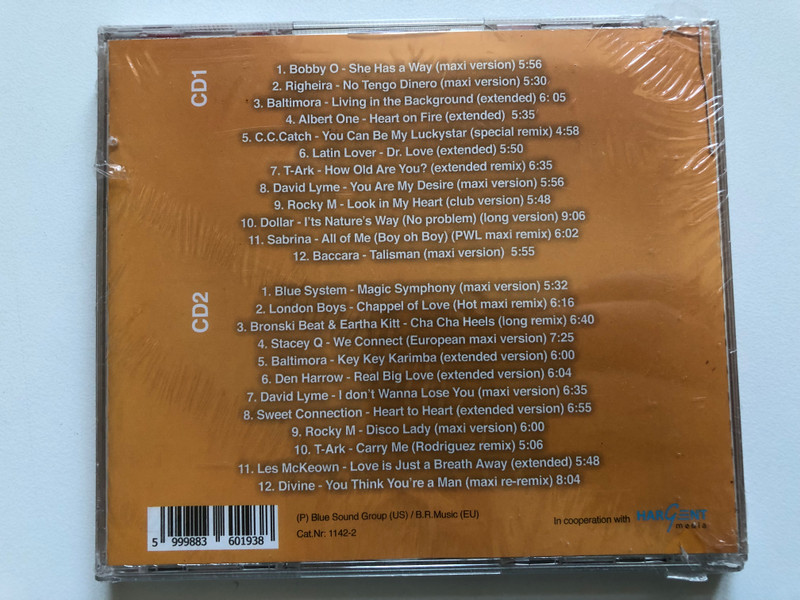 CD1
1. Bobby O - She Has a Way (maxi version) 5:56
2. Righeira - No Tengo Dinero (maxi version) 5:30
3. Baltimora - Living in the Background (extended) 6: 05
4. Albert One - Heart on Fire (extended) 5:35
5. C.C.Catch - You Can Be My Luckystar (special remix) 4:58
6. Latin Lover - Dr. Love (extended) 5:50
7. T-Ark - How Old Are You? (extended remix) 6:35
8. David Lyme - You Are My Desire (maxi version) 5:56
9. Rocky M - Look in My Heart (club version) 5:48
10. Dollar - I'ts Nature's Way (No problem) (long version) 9:06
11. Sabrina - All of Me (Boy oh Boy) (PWL maxi remix) 6:02
12. Baccara - Talisman (maxi version) 5:55
CD2
1. Blue System - Magic Symphony (maxi version) 5:32
2. London Boys - Chappel of Love (Hot maxi remix) 6:16
3. Bronski Beat & Eartha Kitt - Cha Cha Heels (long remix) 6:40
4. Stacey Q - We Connect (European maxi version) 7:25
5. Baltimora - Key Key Karimba (extended version) 6:00
6. Den Harrow - Real Big Love (extended version) 6:04
7. David Lyme - I don't Wanna Lose You (maxi version) 6:35
8. Sweet Connection - Heart to Heart (extended version) 6:55
9. Rocky M - Disco Lady (maxi version) 6:00
10. T-Ark - Carry Me (Rodriguez remix) 5:06
11. Les McKeown - Love is Just a Breath Away (extended) 5:48
12. Divine - You Think You're a Man (maxi re-remix) 8:04
5 999883 601938
(P) Blue Sound Group (US) / B.R.Music (EU)
Cat.Nr: 1142-2
In cooperation with HARGENT media